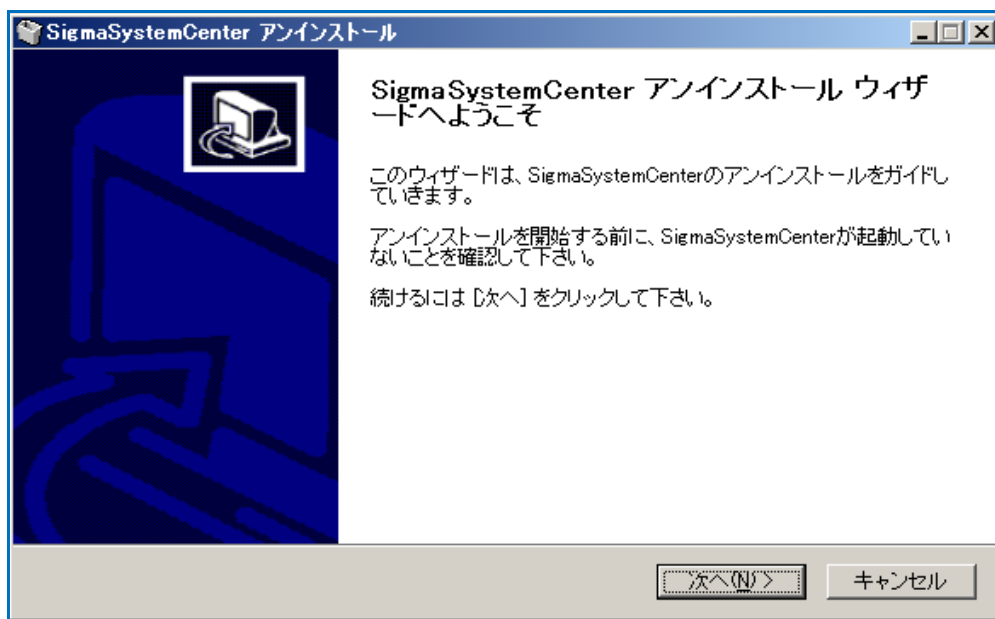 SigmaSystemCenter アンインストール
SigmaSystemCenter アンインストール ウィザ
ードへようこそ
このウィザードは、SigmaSystemCenterのアンインストールをガイドし
ていきます。
アンインストールを開始する前に、SigmaSystemCenterが起動してい
ないことを確認して下さい。
続けるには [次へ] をクリックして下さい。
次へ(N) >
キャンセル